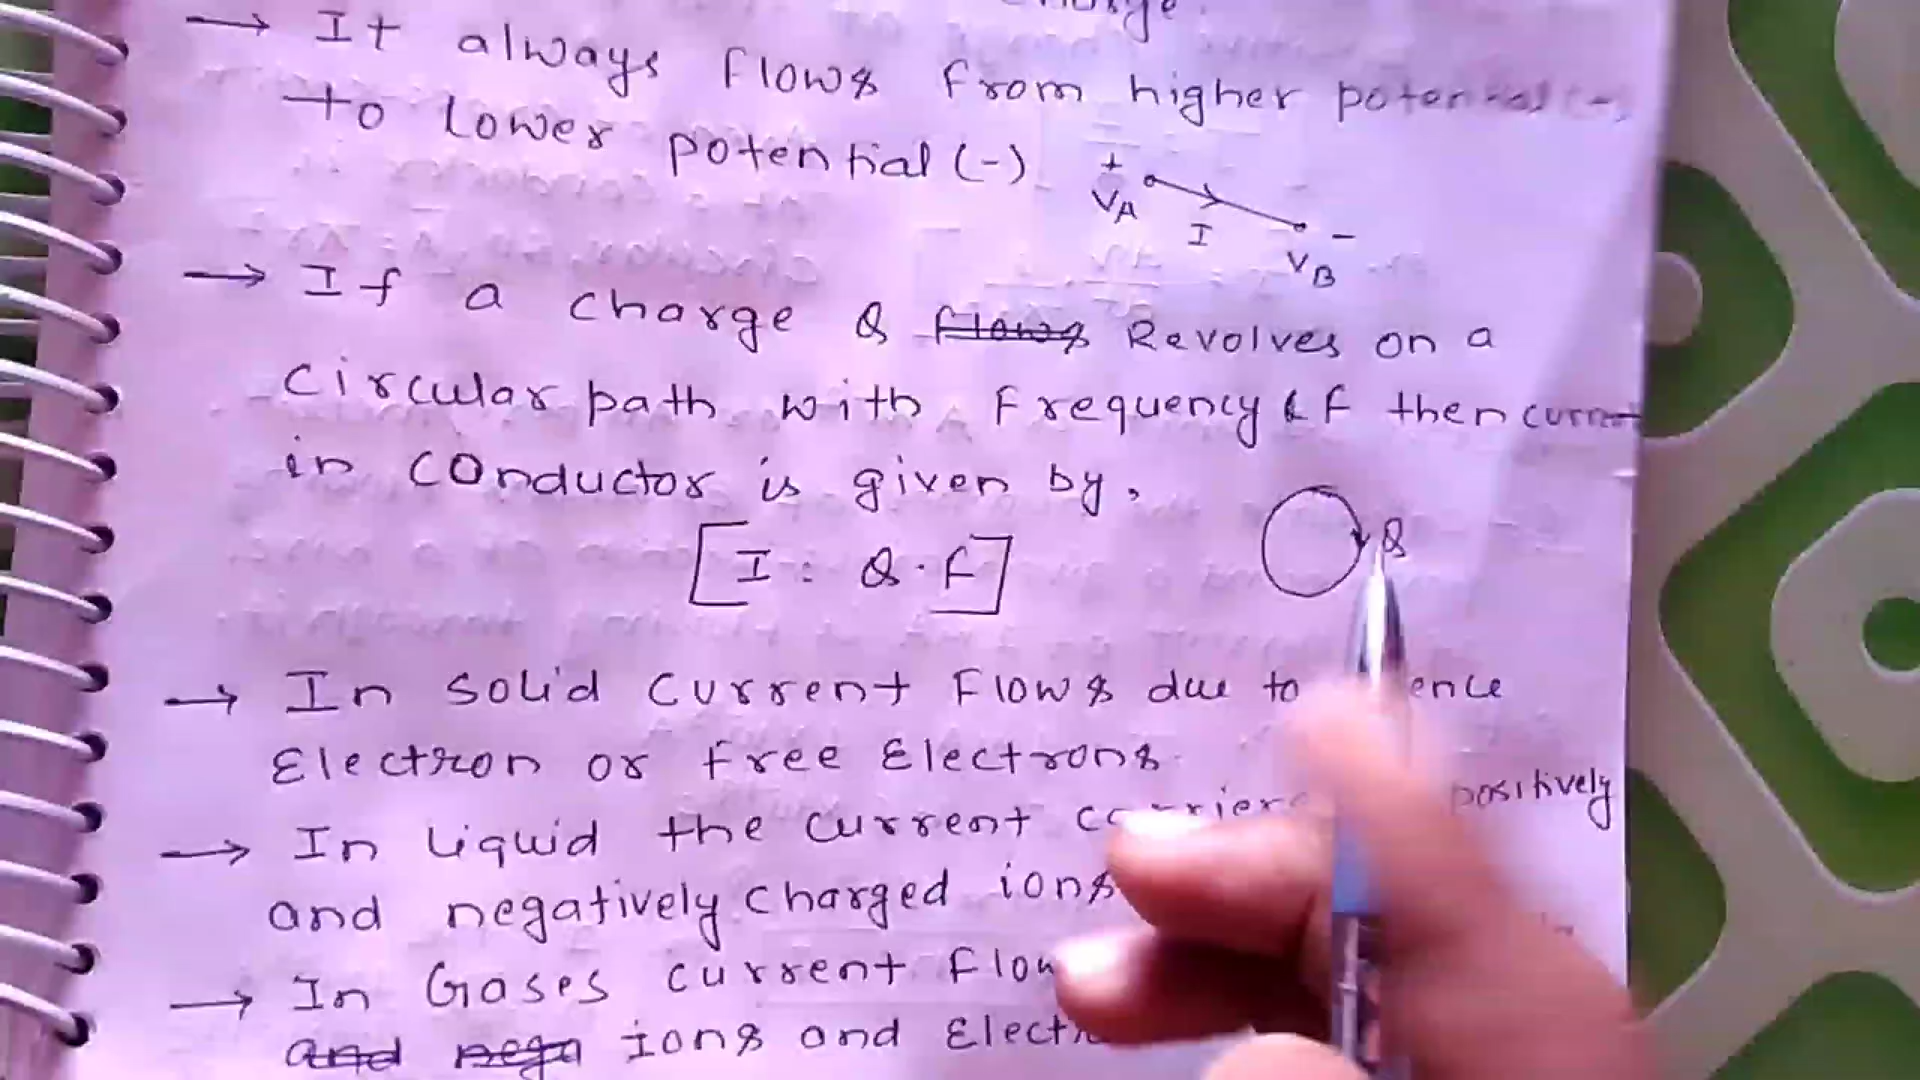 → It always flows from higher potential
to lower potential (-)
+ VA I VB -
→ If a charge Q flows Revolves on a
circular path with frequency f then current
in conductor is given by,
[I = Q . f]
Q
→ In solid current flows due to
Electron or free Electrons.
→ In liquid the current positively
and negatively charged ions
→ In Gases current
and nega ions and